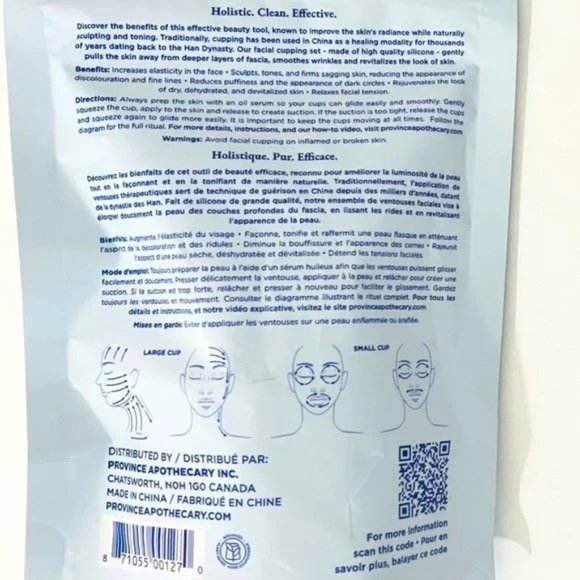 Holistic. Clean. Effective.
Discover the benefits of this effective beauty tool, known to improve the skin's radiance while naturally
sculpting and toning. Traditionally, cupping has been used in China as a healing modality for thousands
of years dating back to the Han Dynasty. Our facial cupping set - made of high quality silicone - gently
pulls the skin away from deeper layers of fascia, smoothes wrinkles and revitalizes the look of skin.
Benefits: Increases elasticity in the face • Sculpts, tones, and firms sagging skin, reducing the appearance of
discolouration and fine lines • Reduces puffiness and the appearance of dark circles • Rejuvenates the look
of dry, dehydrated, and devitalized skin • Relaxes facial tension.
Directions: Always prep the skin with an oil serum so your cups can glide easily and smoothly. Gently
squeeze the cup, apply to the skin and release to create suction. If the suction is too tight, release the cups
and squeeze again to glide more easily. It is important to keep the cups moving at all times. Follow the
diagram for the full ritual. For more details, instructions, and our how-to video, visit provinceapothecary.com
Warnings: Avoid facial cupping on inflamed or broken skin.
Holistique. Pur. Efficace.
Découvrez les bienfaits de cet outil de beauté efficace, reconnu pour améliorer la luminosité de la peau
tout en la façonnant et en la tonifiant de manière naturelle. Traditionnellement, l'application de
ventouses thérapeutiques sert de technique de guérison en Chine depuis des milliers d'années, datant
de la dynastie des Han. Fait de silicone de grande qualité, notre ensemble de ventouses faciales vise à
éloigner doucement la peau des couches profondes du fascia, en lissant les rides et en revitalisant
l'apparence de la peau.
Bienfaits: Augmente l'élasticité du visage • Façonne, tonifie et raffermit une peau flasque en atténuant
l'aspect de la décoloration et des ridules • Diminue la bouffissure et l'apparence des cernes • Rajeunit
l'aspect d'une peau sèche, déshydratée et dévitalisée • Détend les tensions faciales.
Mode d'emploi: Toujours préparer la peau à l'aide d'un sérum huileux afin que les ventouses puissent glisser
facilement et doucement. Presser délicatement la ventouse, appliquer à la peau et relâcher pour créer une
succion. Si la succion est trop forte, relâcher et presser à nouveau pour faciliter le glissement. Gardez
toujours les ventouses en mouvement. Consulter le diagramme illustrant le rituel complet. Pour tous les
détails et instructions, et notre vidéo explicative, visitez le site provinceapothecary.com
Mises en garde: Éviter d'appliquer les ventouses sur une peau enflammée ou éraflée.
LARGE CUP
SMALL CUP
DISTRIBUTED BY / DISTRIBUÉ PAR:
PROVINCE APOTHECARY INC.
CHATSWORTH, N0H 1G0 CANADA
MADE IN CHINA / FABRIQUÉ EN CHINE
PROVINCEAPOTHECARY.COM
8 71055 00127 0
For more information
scan this code • Pour en
savoir plus, balayer ce code